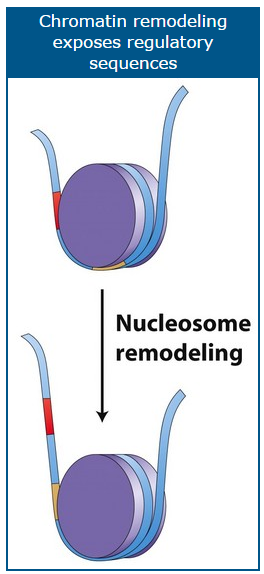 Chromatin remodeling
exposes regulatory
sequences
Nucleosome
remodeling